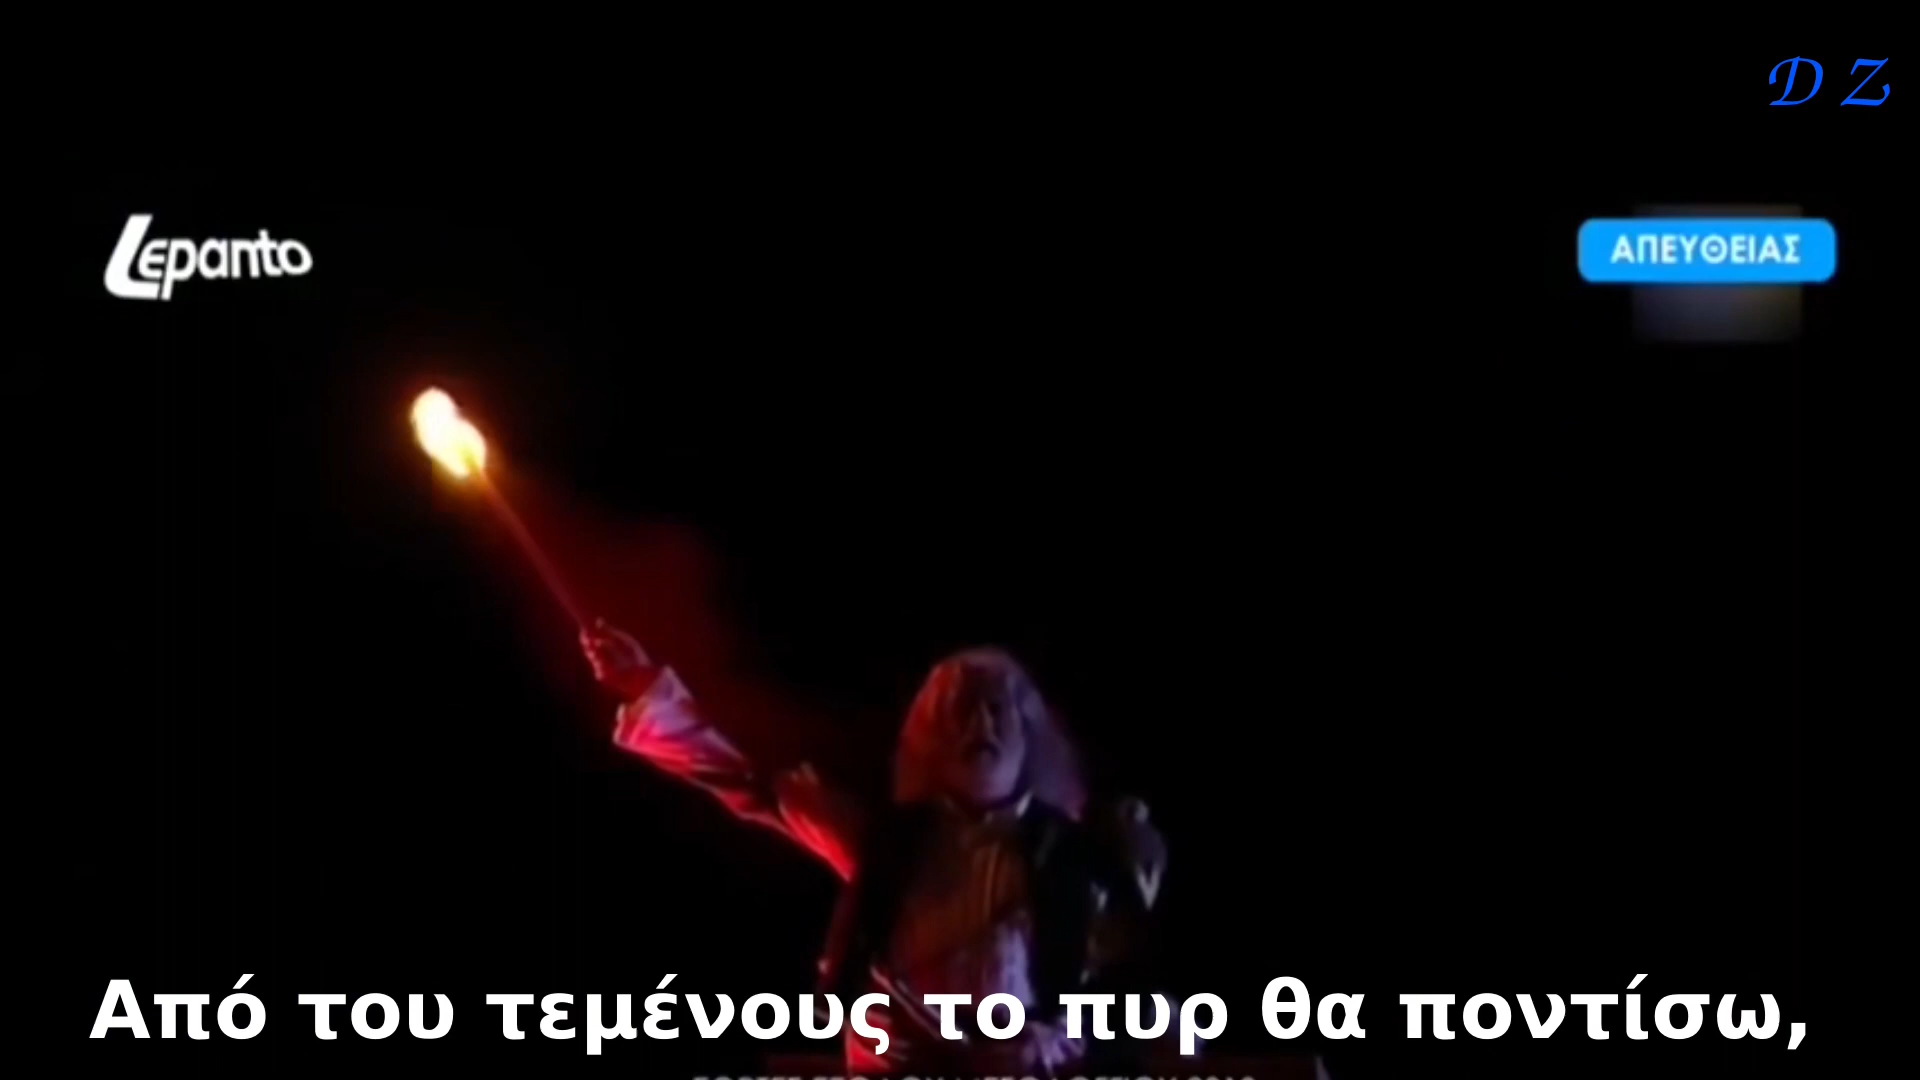 D Z
Lepanto
ΑΠΕΥΘΕΙΑΣ
Από του τεμένους το πυρ θα ποντίσω,